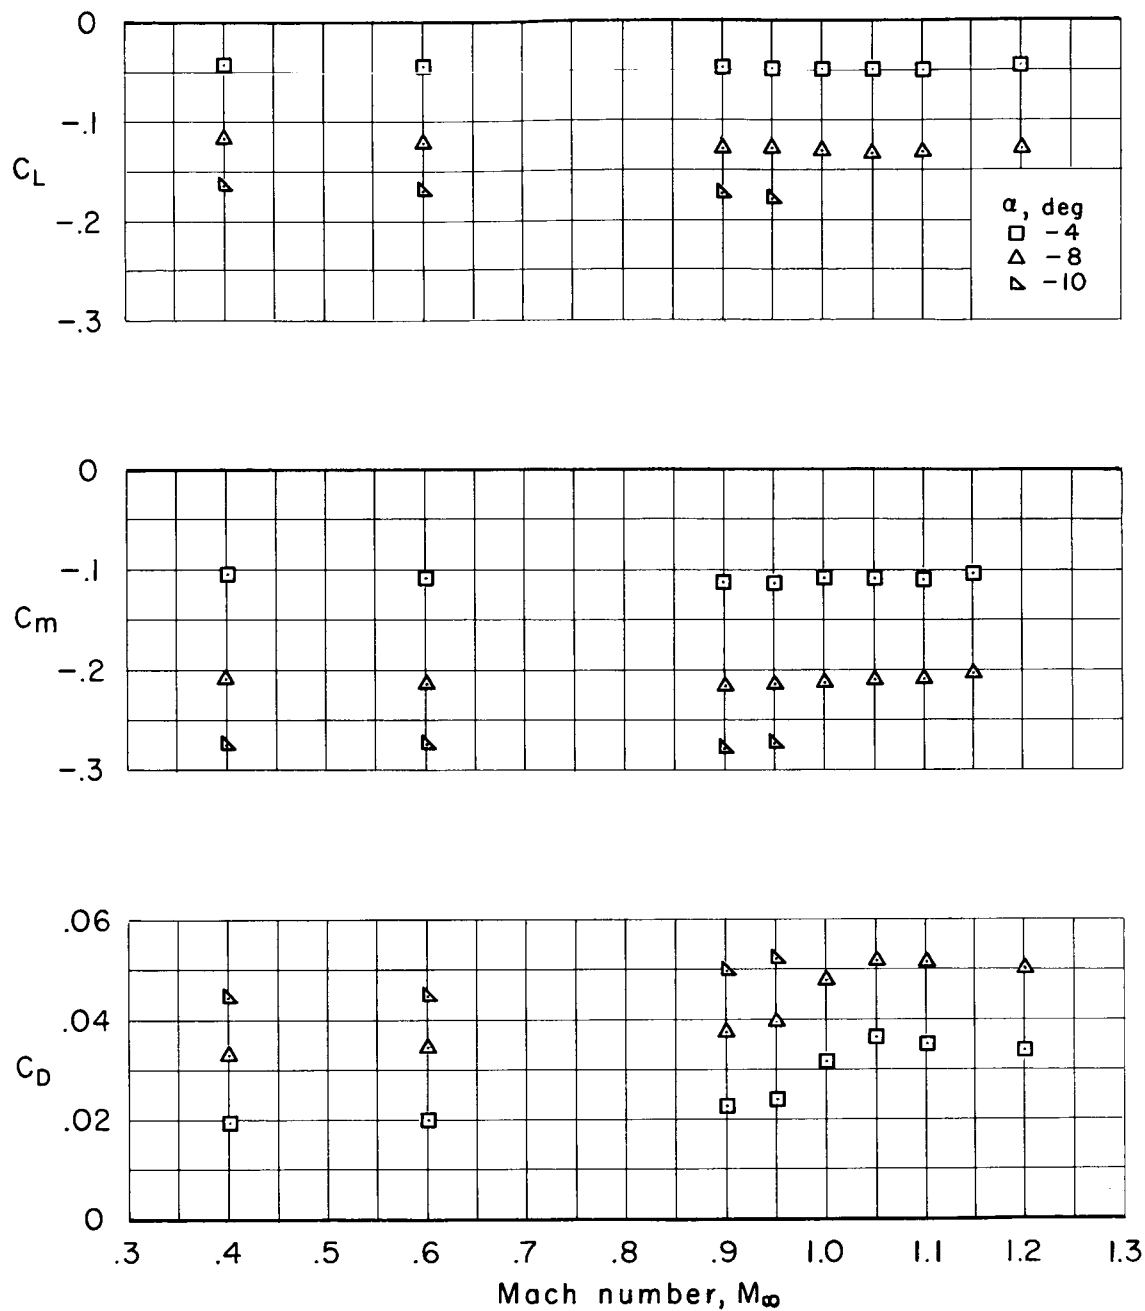 0
-.1
C_L
-.2
-.3
α, deg
-4
-8
-10
0
-.1
C_m
-.2
-.3
.06
.04
C_D
.02
0
.3 .4 .5 .6 .7 .8 .9 1.0 1.1 1.2 1.3
Mach number, M∞